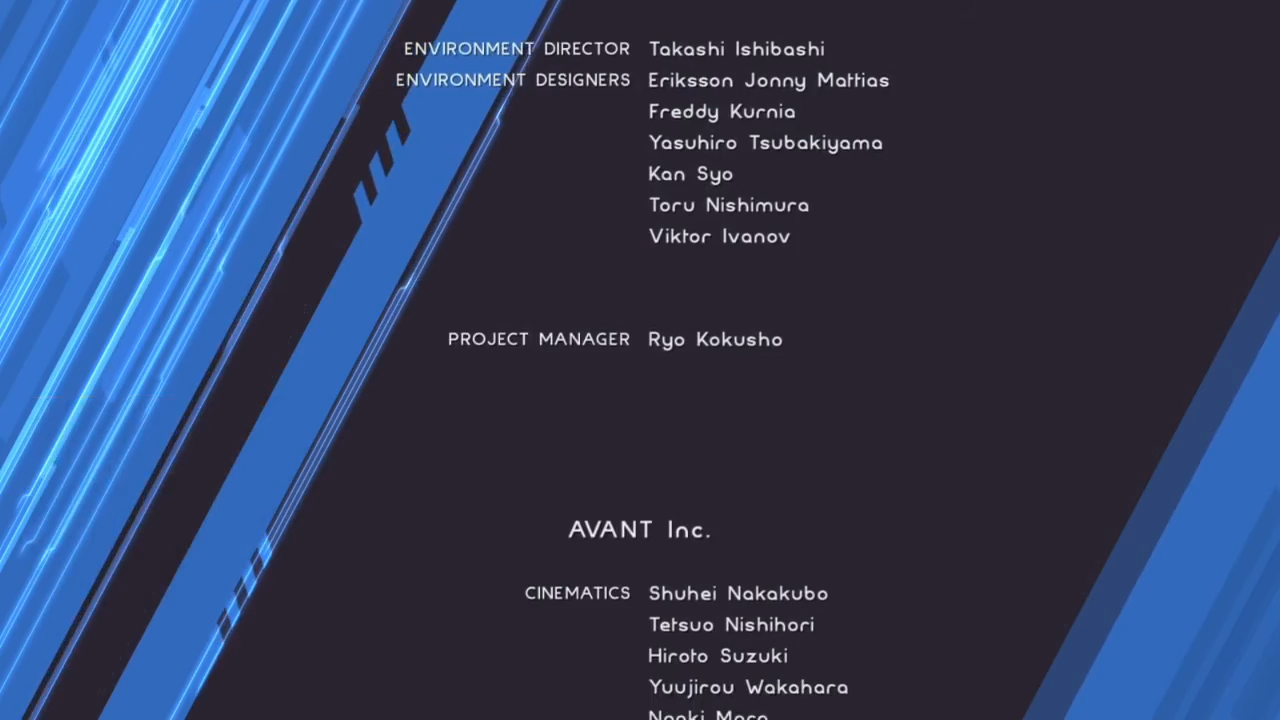 ENVIRONMENT DIRECTOR Takashi Ishibashi
ENVIRONMENT DESIGNERS Eriksson Jonny Mattias
Freddy Kurnia
Yasuhiro Tsubakiyama
Kan Syo
Toru Nishimura
Viktor Ivanov
PROJECT MANAGER Ryo Kokusho
AVANT Inc.
CINEMATICS Shuhei Nakakubo
Tetsuo Nishihori
Hiroto Suzuki
Yuujirou Wakahara